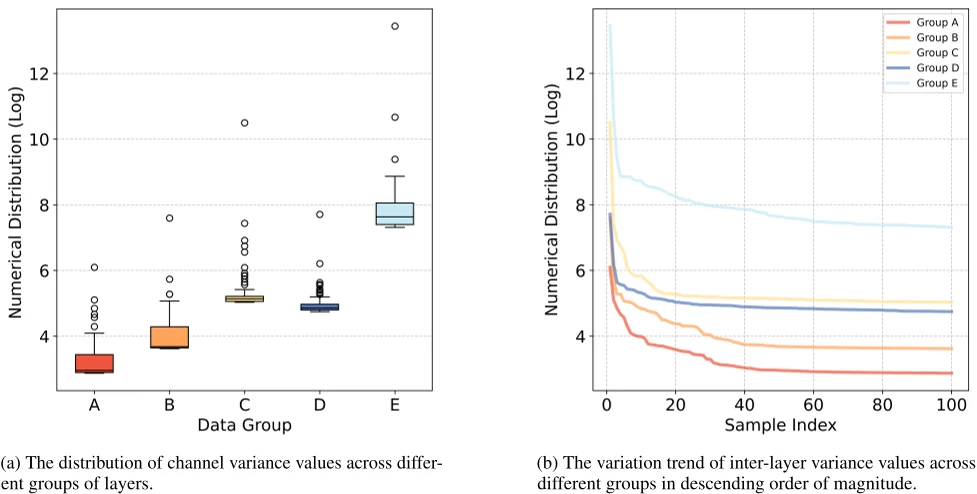 Numerical Distribution (Log)
12
10
8
6
4
A B C D E
Data Group
(a) The distribution of channel variance values across differ-
ent groups of layers.
Numerical Distribution (Log)
12
10
8
6
4
0 20 40 60 80 100
Sample Index
Group A
Group B
Group C
Group D
Group E
(b) The variation trend of inter-layer variance values across
different groups in descending order of magnitude.